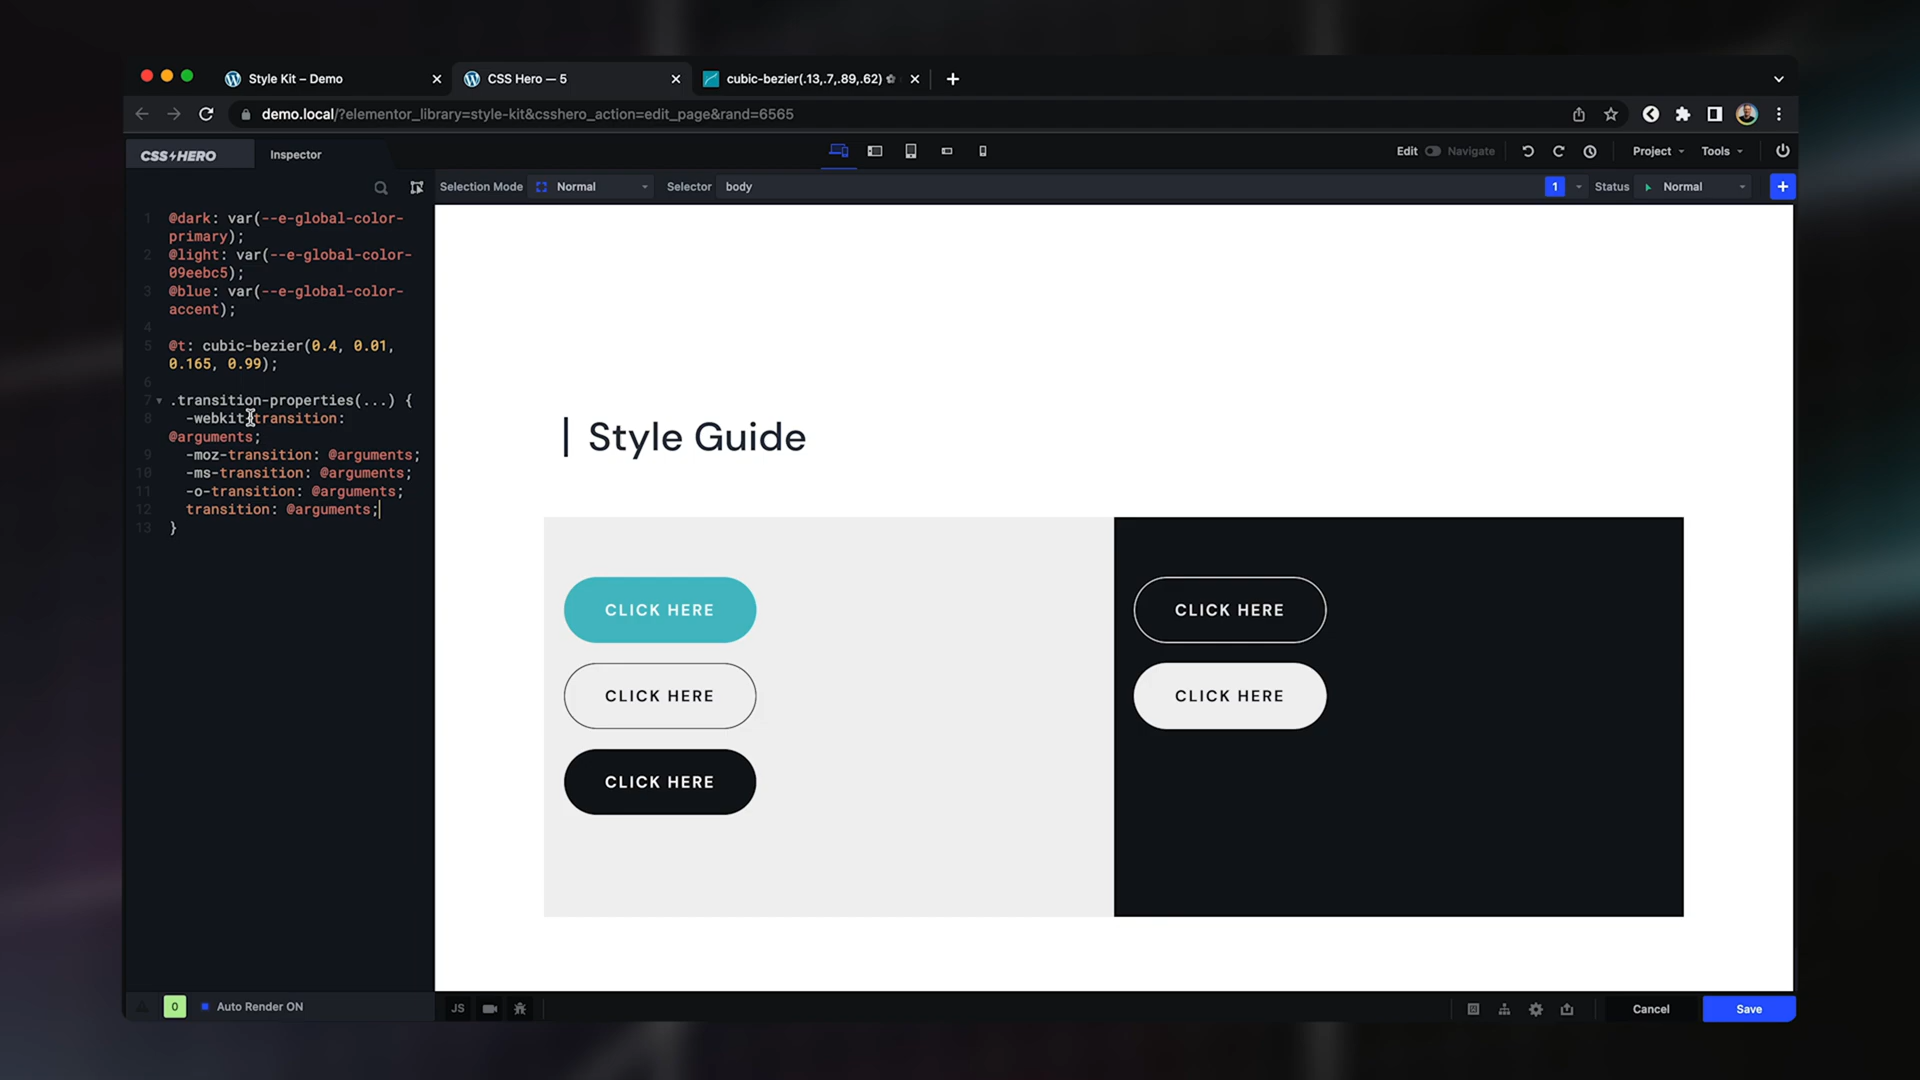 Style Kit – Demo
CSS Hero — 5
cubic-bezier(.13,.7,.89,.62)
demo.local/?elementor_library=style-kit&csshero_action=edit_page&rand=6565
CSS HERO
Inspector
Edit
Navigate
Project
Tools
Selection Mode
Normal
Selector
body
1
Status
Normal
1 @dark: var(--e-global-color-
primary);
2 @light: var(--e-global-color-
09eebc5);
3 @blue: var(--e-global-color-
accent);
4
5 @t: cubic-bezier(0.4, 0.01,
0.165, 0.99);
6
7 .transition-properties(...) {
8 -webkit-transition:
@arguments;
9 -moz-transition: @arguments;
10 -ms-transition: @arguments;
11 -o-transition: @arguments;
12 transition: @arguments;
13 }
| Style Guide
CLICK HERE
CLICK HERE
CLICK HERE
CLICK HERE
CLICK HERE
0
Auto Render ON
JS
Cancel
Save